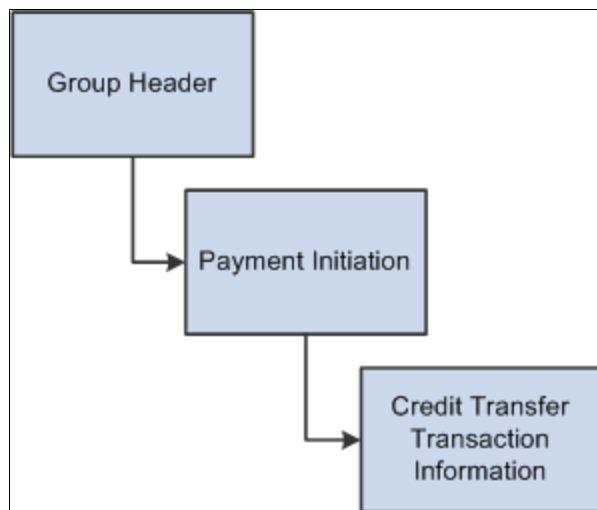 Group Header
Payment Initiation
Credit Transfer
Transaction
Information